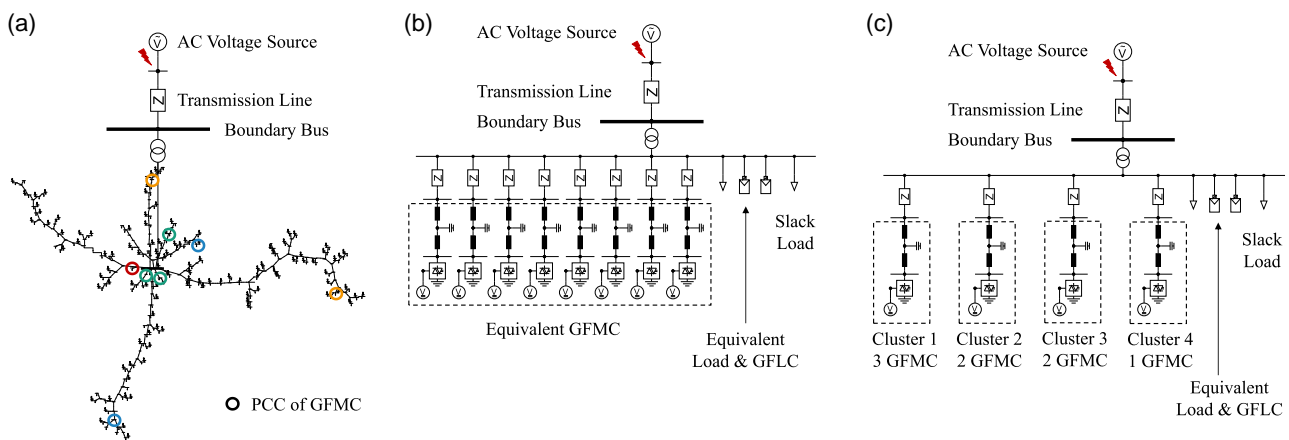 (a)
AC Voltage Source
Ṽ
Z
Transmission Line
Boundary Bus
PCC of GFMC
(b)
AC Voltage Source
Ṽ
Transmission Line
Z
Boundary Bus
Z Z Z Z Z Z Z Z
Slack
Load
Ṽ Ṽ Ṽ Ṽ Ṽ Ṽ Ṽ Ṽ
Equivalent GFMC
Equivalent
Load & GFLC
(c)
AC Voltage Source
Ṽ
Transmission Line
Z
Boundary Bus
Z Z Z Z
Slack
Load
Ṽ Ṽ Ṽ Ṽ
Cluster 1
3 GFMC
Cluster 2
2 GFMC
Cluster 3
2 GFMC
Cluster 4
1 GFMC
Equivalent
Load & GFLC